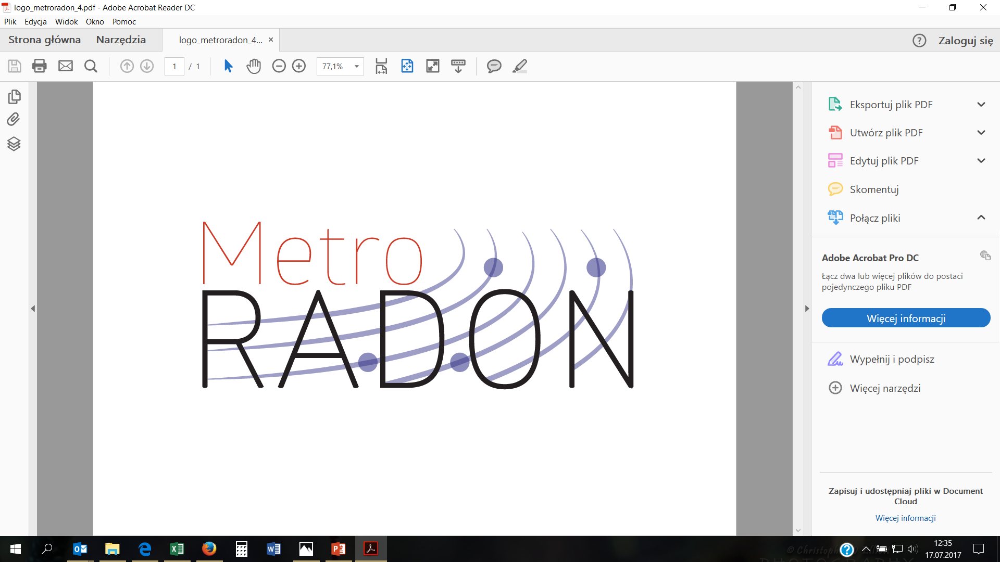 logo_metroradon_4.pdf - Adobe Acrobat Reader DC
Plik Edycja Widok Okno Pomoc
Strona główna Narzędzia logo_metroradon_4... × Zaloguj się
1 / 1 77,1%
Eksportuj plik PDF
Utwórz plik PDF
Edytuj plik PDF
Skomentuj
Połącz pliki
Adobe Acrobat Pro DC
Łącz dwa lub więcej plików do postaci
pojedynczego pliku PDF
Więcej informacji
Wypełnij i podpisz
Więcej narzędzi
Zapisuj i udostępniaj pliki w Document
Cloud
Więcej informacji
Metro
RADON
© Christoph
12:35
17.07.2017